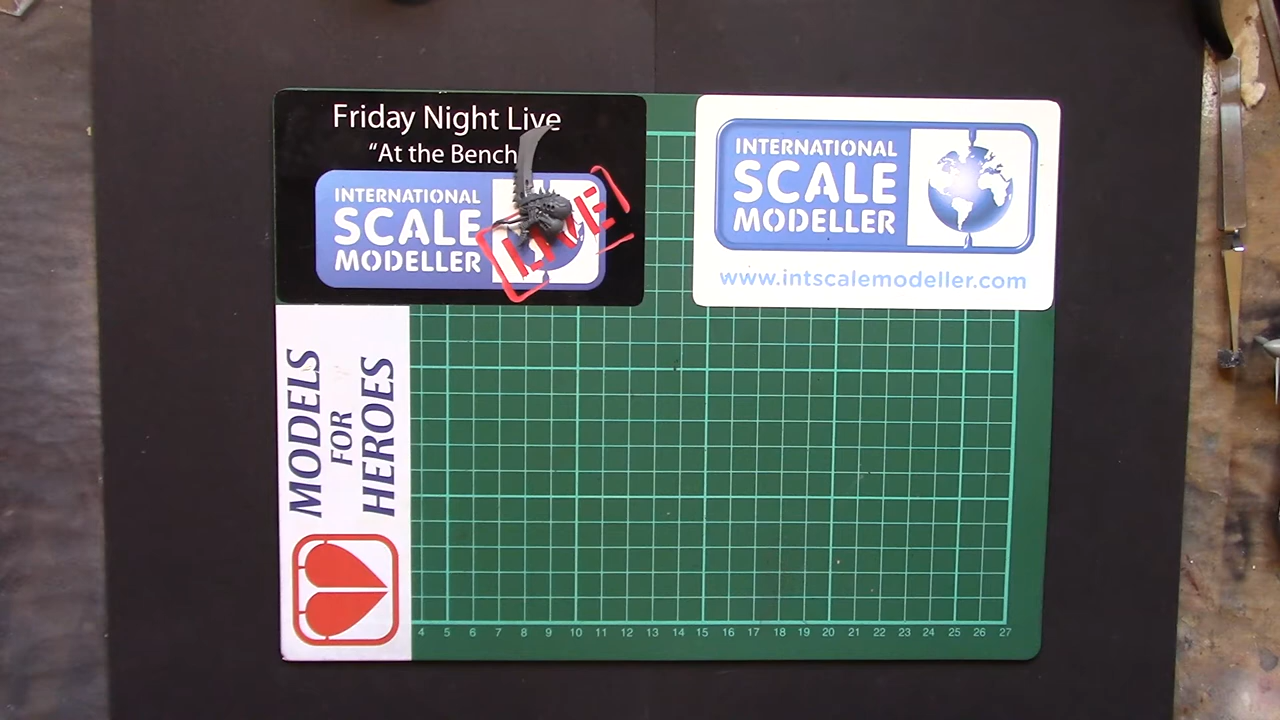 Friday Night Live
“At the Bench
INTERNATIONAL
SCALE
MODELLER
LIVE!
INTERNATIONAL
SCALE
MODELLER
www.intscalemodeller.com
MODELS
FOR
HEROES
4 5 6 7 8 9 10 11 12 13 14 15 16 17 18 19 20 21 22 23 24 25 26 27